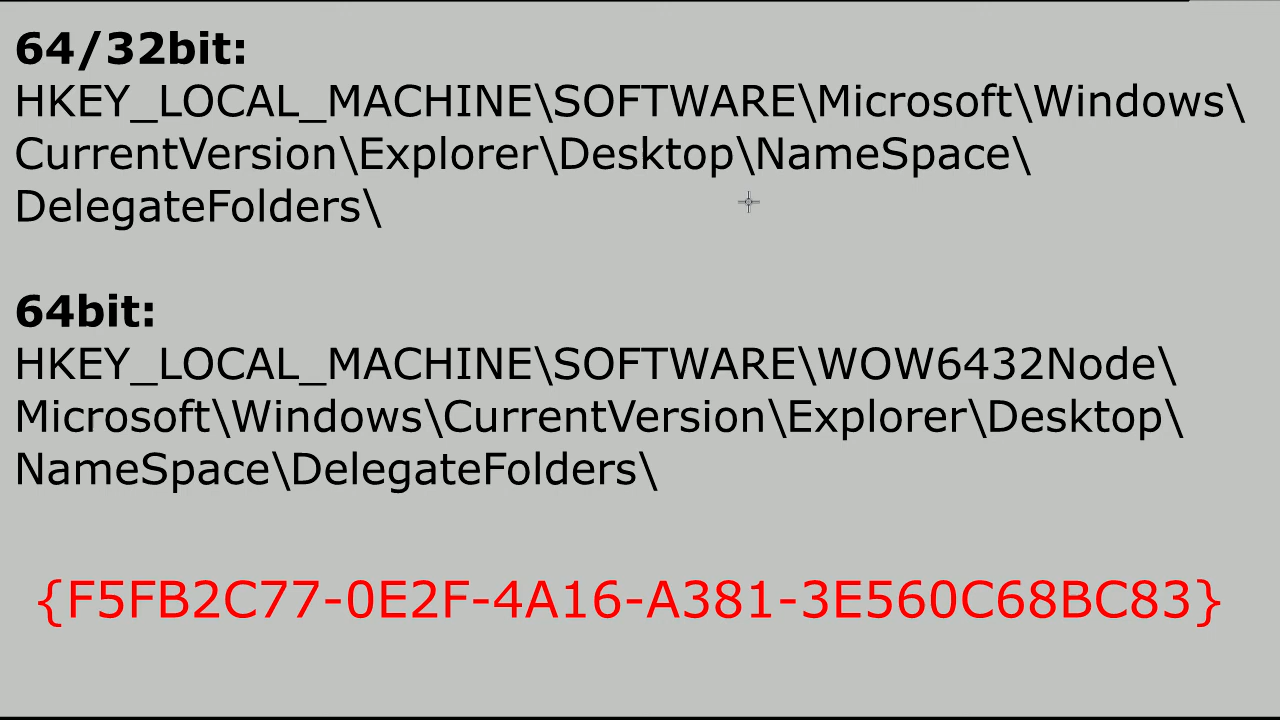 64/32bit:
HKEY_LOCAL_MACHINE\SOFTWARE\Microsoft\Windows\
CurrentVersion\Explorer\Desktop\NameSpace\
DelegateFolders\
64bit:
HKEY_LOCAL_MACHINE\SOFTWARE\WOW6432Node\
Microsoft\Windows\CurrentVersion\Explorer\Desktop\
NameSpace\DelegateFolders\
{F5FB2C77-0E2F-4A16-A381-3E560C68BC83}